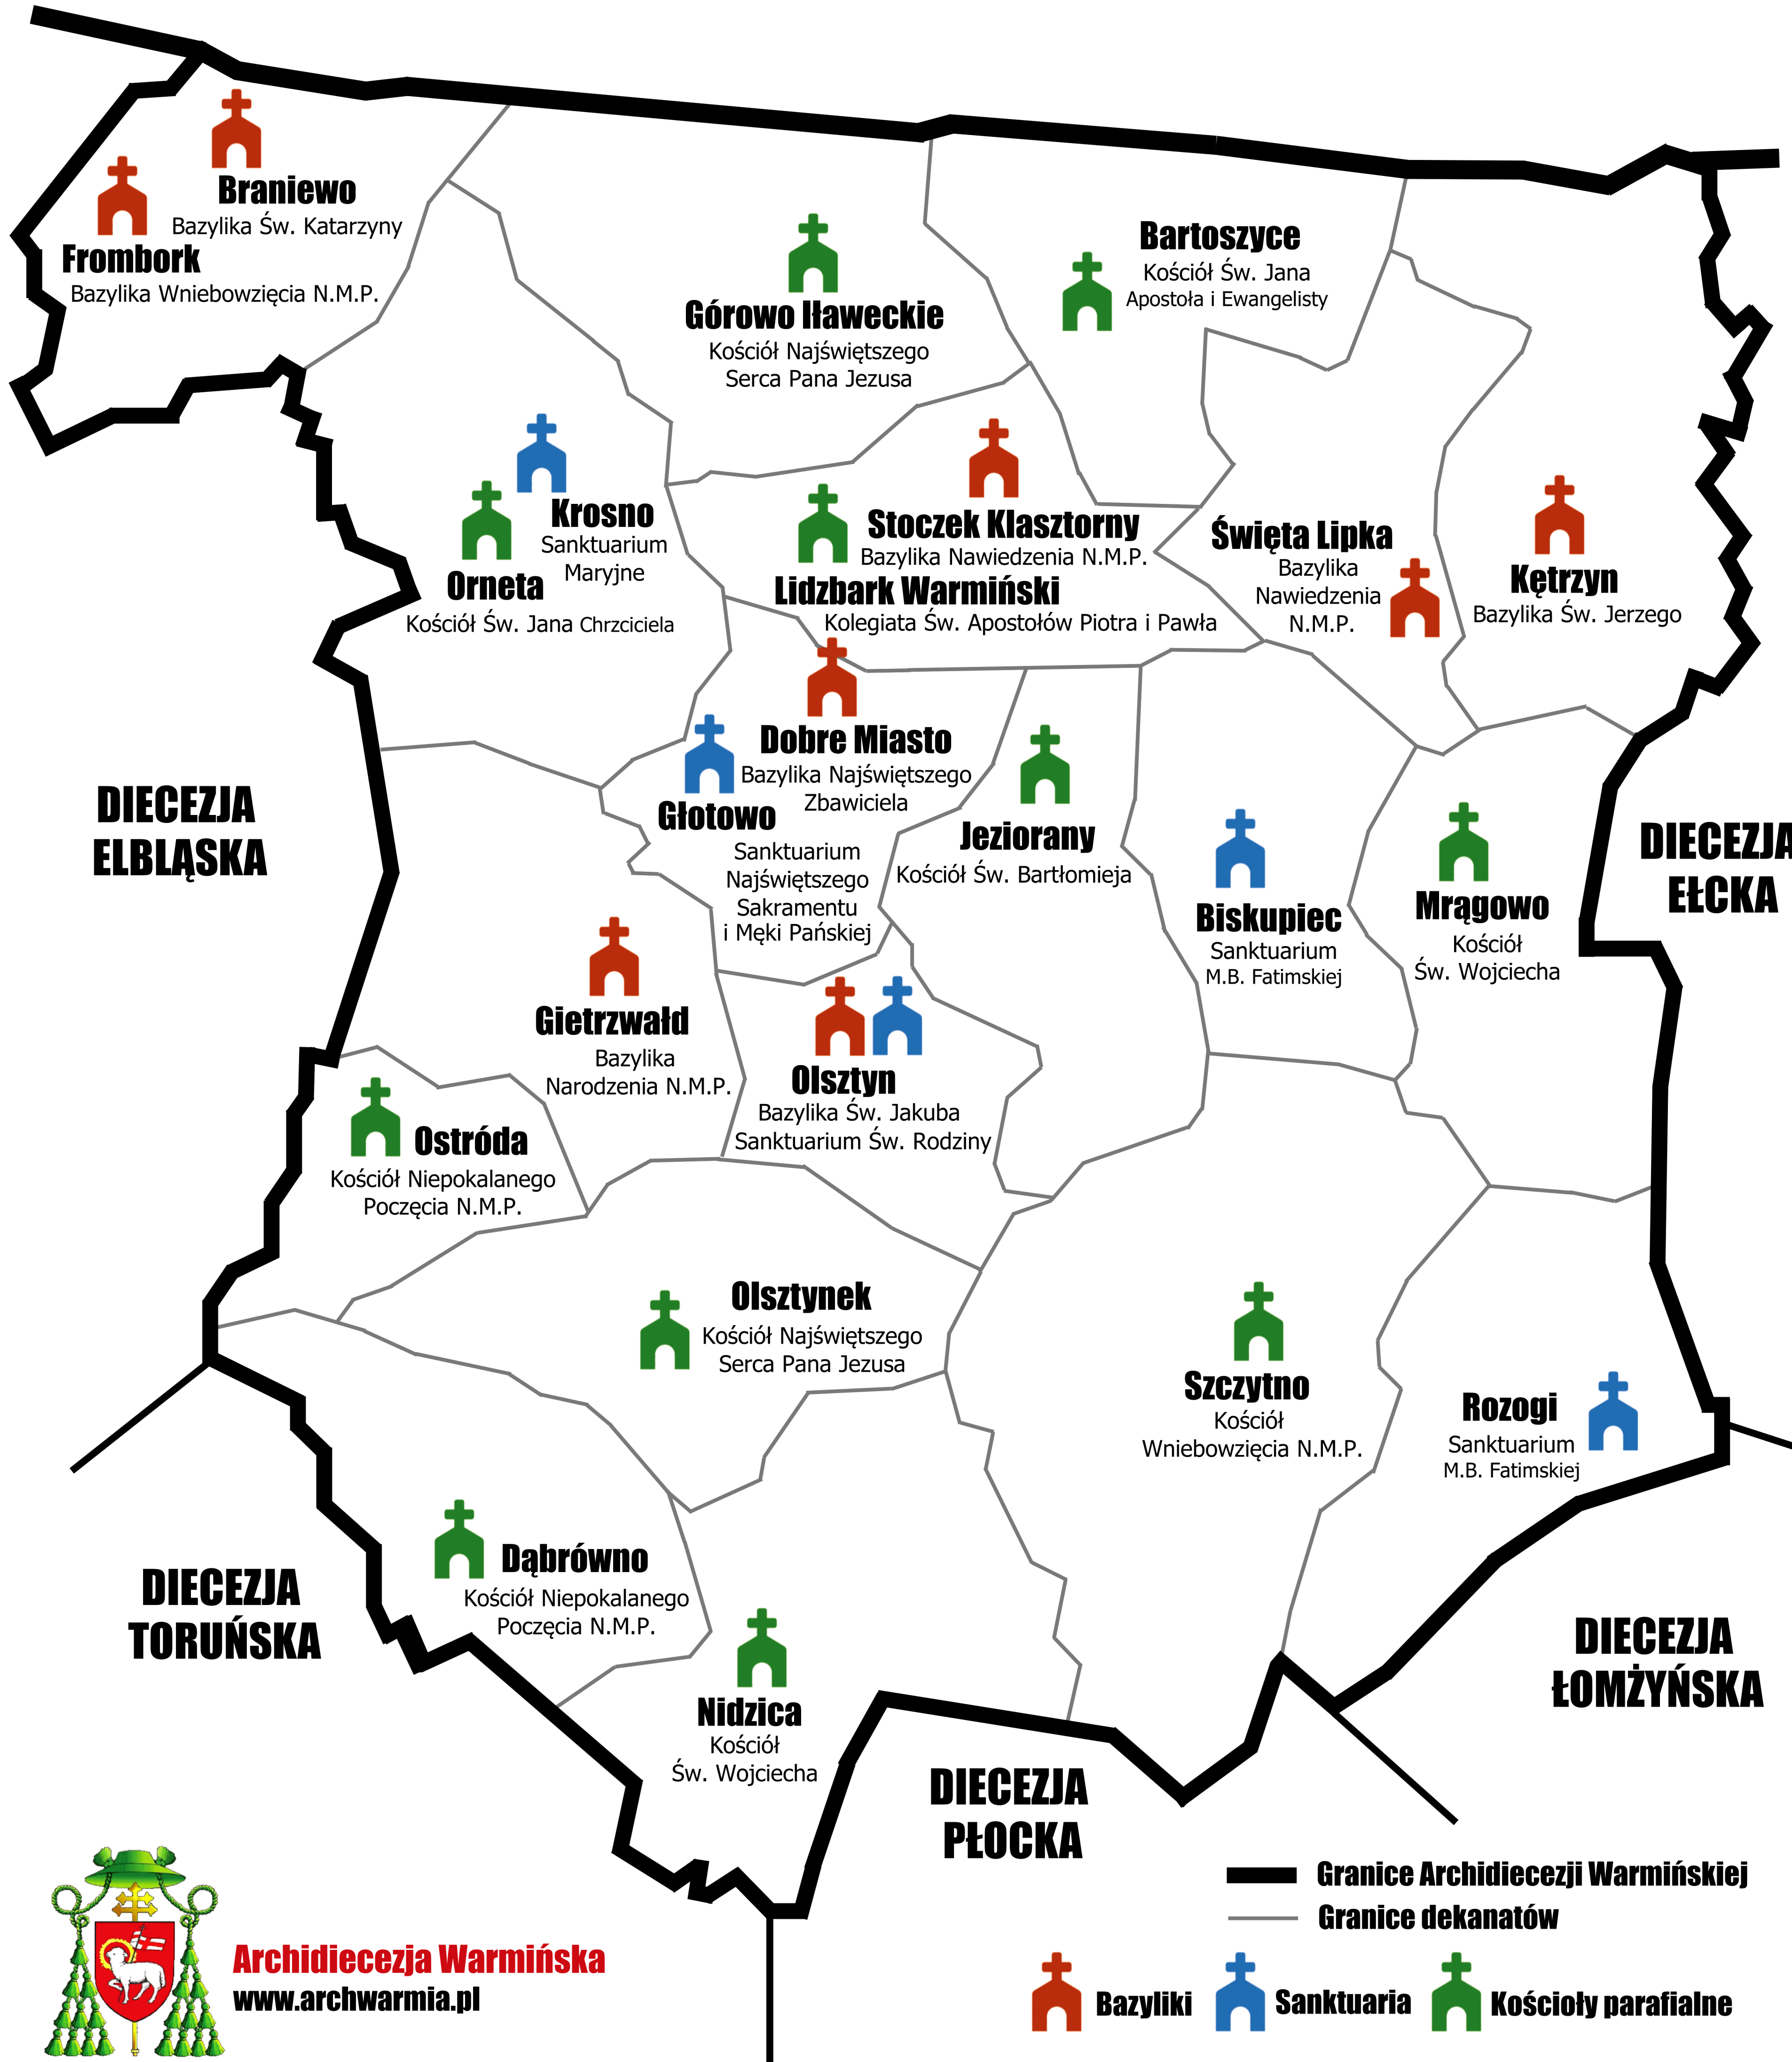 Braniewo
Bazylika Św. Katarzyny
Frombork
Bazylika Wniebowzięcia N.M.P.
Górowo Iławeckie
Kościół Najświętszego
Serca Pana Jezusa
Bartoszyce
Kościół Św. Jana
Apostoła i Ewangelisty
Krosno
Sanktuarium
Maryjne
Orneta
Kościół Św. Jana Chrzciciela
Stoczek Klasztorny
Bazylika Nawiedzenia N.M.P.
Lidzbark Warmiński
Kolegiata Św. Apostołów Piotra i Pawła
Święta Lipka
Bazylika
Nawiedzenia
N.M.P.
Kętrzyn
Bazylika Św. Jerzego
Dobre Miasto
Bazylika Najświętszego
Zbawiciela
Głotowo
Sanktuarium
Najświętszego
Sakramentu
i Męki Pańskiej
Jeziorany
Kościół Św. Bartłomieja
Biskupiec
Sanktuarium
M.B. Fatimskiej
Mrągowo
Kościół
Św. Wojciecha
DIECEZJA
ELBLĄSKA
DIECEZJA
EŁCKA
Gietrzwałd
Bazylika
Narodzenia N.M.P.
Olsztyn
Bazylika Św. Jakuba
Sanktuarium Św. Rodziny
Ostróda
Kościół Niepokalanego
Poczęcia N.M.P.
Olsztynek
Kościół Najświętszego
Serca Pana Jezusa
Szczytno
Kościół
Wniebowzięcia N.M.P.
Rozogi
Sanktuarium
M.B. Fatimskiej
Dąbrówno
Kościół Niepokalanego
Poczęcia N.M.P.
Nidzica
Kościół
Św. Wojciecha
DIECEZJA
TORUŃSKA
DIECEZJA
ŁOMŻYŃSKA
DIECEZJA
PŁOCKA
Granice Archidiecezji Warmińskiej
Granice dekanatów
Archidiecezja Warmińska
www.archwarmia.pl
Bazyliki
Sanktuaria
Kościoły parafialne